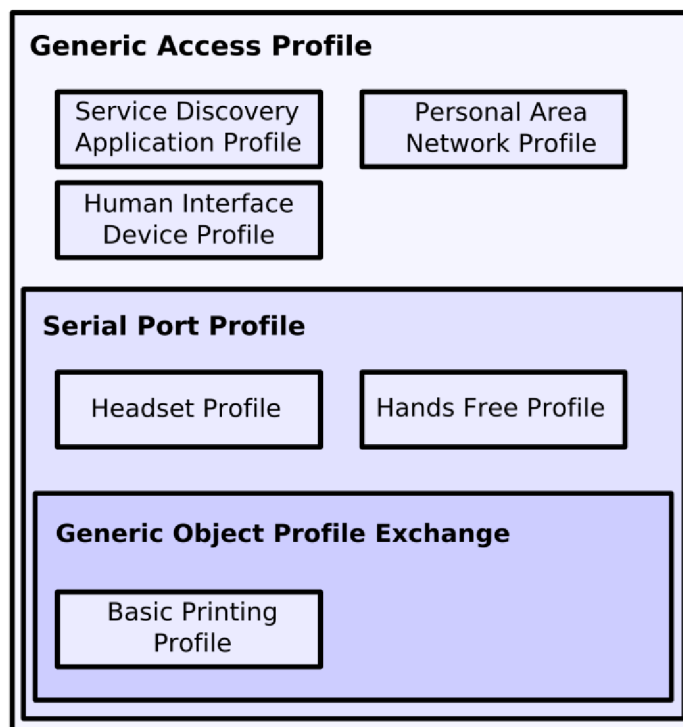 Generic Access Profile
Service Discovery
Application Profile
Personal Area
Network Profile
Human Interface
Device Profile
Serial Port Profile
Headset Profile
Hands Free Profile
Generic Object Profile Exchange
Basic Printing
Profile